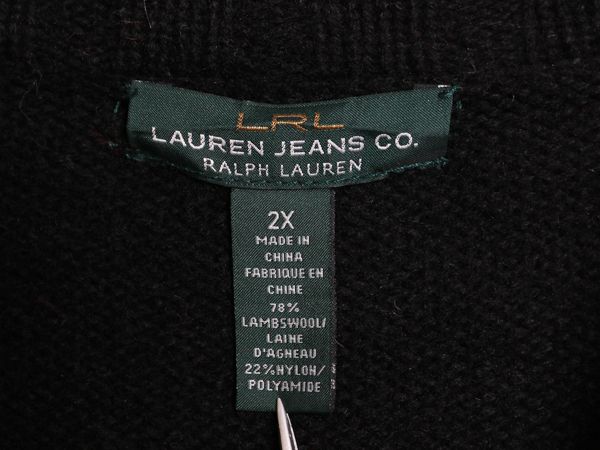 LRL
LAUREN JEANS CO.
RALPH LAUREN
2X
MADE IN
CHINA
FABRIQUE EN
CHINE
78%
LAMBSWOOL/
LAINE
D'AGNEAU
22%NYLON/
POLYAMIDE